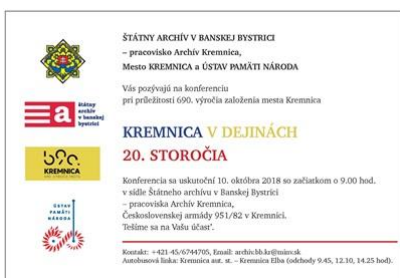 ŠTÁTNY ARCHÍV V BANSKEJ BYSTRICI
– pracovisko Archív Kremnica,
Mesto KREMNICA a ÚSTAV PAMÄTI NÁRODA
Vás pozývajú na konferenciu
pri príležitosti 690. výročia založenia mesta Kremnica
KREMNICA V DEJINÁCH
20. STOROČIA
Konferencia sa uskutoční 10. októbra 2018 so začiatkom o 9.00 hod.
v sídle Štátneho archívu v Banskej Bystrici
– pracoviska Archív Kremnica,
Československej armády 951/82 v Kremnici.
Tešíme sa na Vašu účasť.
Kontakt: +421-45/6744705, Email: archiv.bb.kr@minv.sk
Autobusová linka: Kremnica aut. st. – Kremnica Elba (odchody 9.45, 12.10, 14.25 hod).
a
štátny
archív
v banskej
bystrici
690
KREMNICA
ÚSTAV
PAMÄTI
NÁRODA